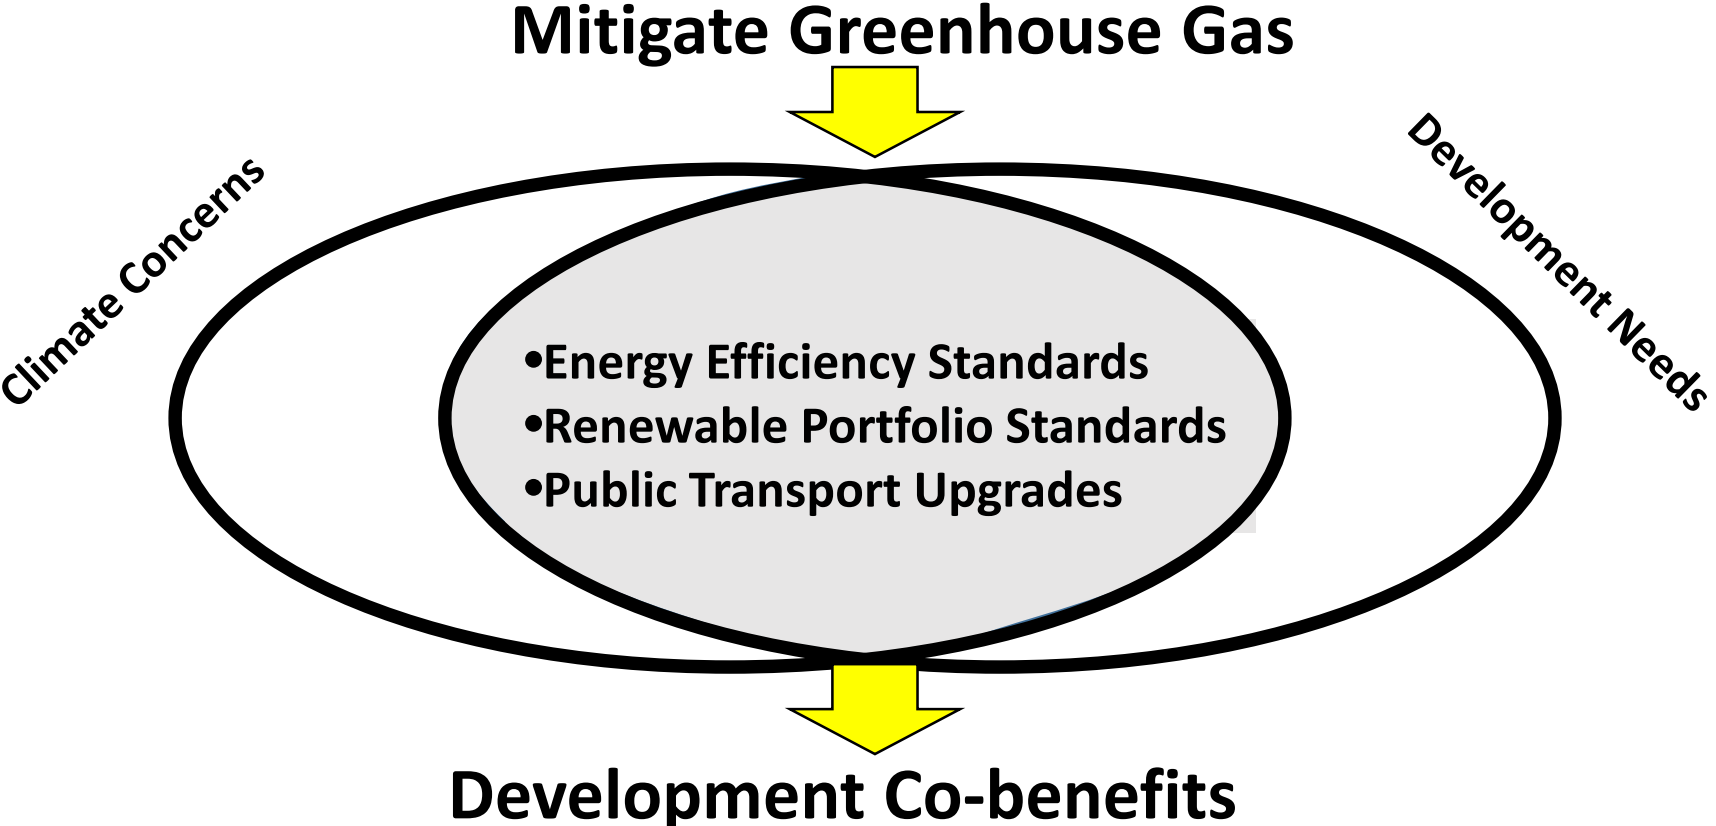 Mitigate Greenhouse Gas
Climate Concerns
Development Needs
•Energy Efficiency Standards
•Renewable Portfolio Standards
•Public Transport Upgrades
Development Co-benefits